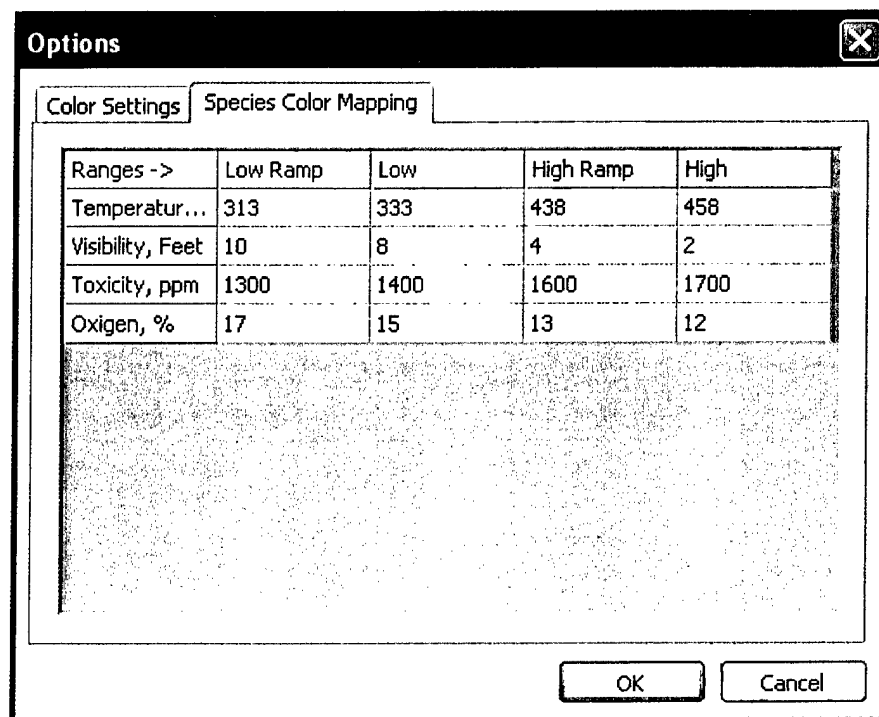 Options
Color Settings Species Color Mapping
Ranges -> Low Ramp Low High Ramp High
Temperatur... 313 333 438 458
Visibility, Feet 10 8 4 2
Toxicity, ppm 1300 1400 1600 1700
Oxigen, % 17 15 13 12
OK Cancel